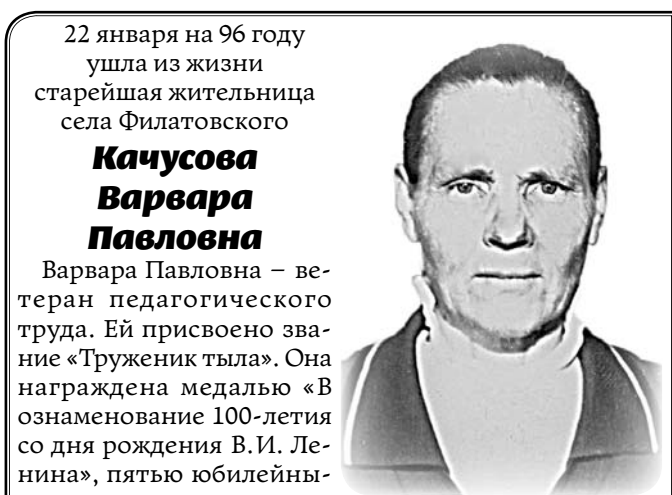 22 января на 96 году
ушла из жизни
старейшая жительница
села Филатовского
Качусова
Варвара
Павловна
Варвара Павловна – ве-
теран педагогического
труда. Ей присвоено зва-
ние «Труженик тыла». Она
награждена медалью «В
ознаменование 100-летия
со дня рождения В.И. Ле-
нина», пятью юбилейны-